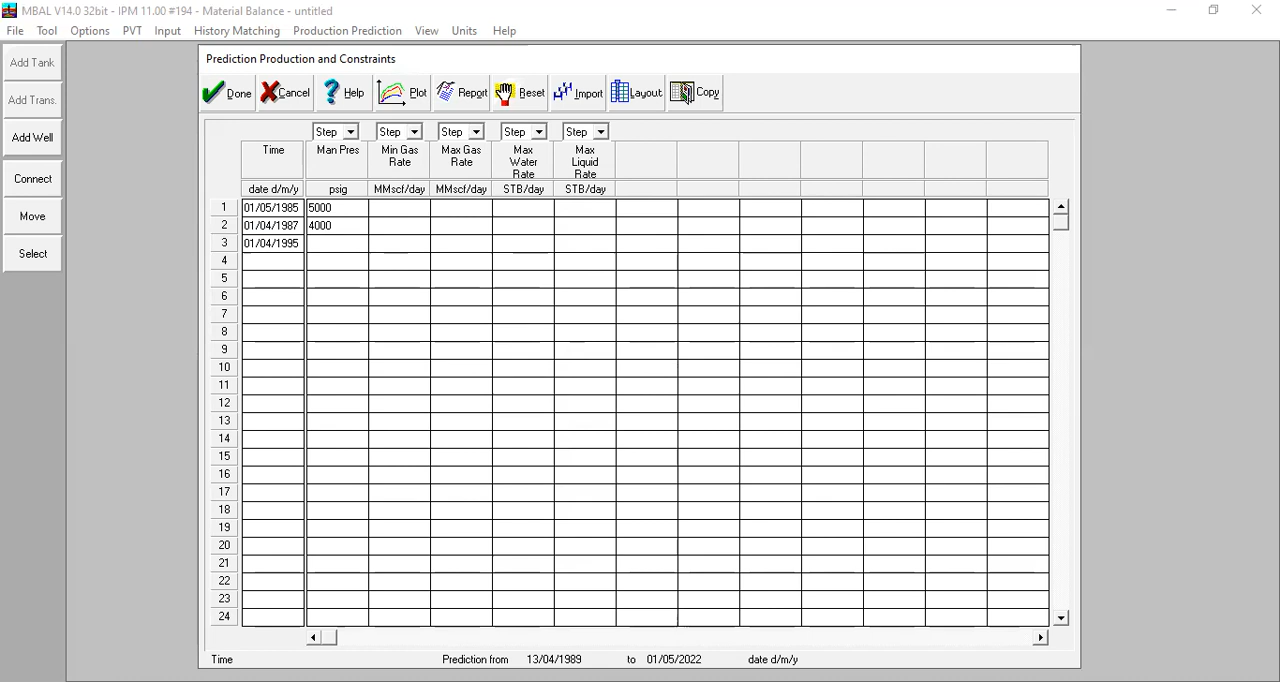 MBAL V14.0 32bit - IPM 11.00 #194 - Material Balance - untitled
File Tool Options PVT Input History Matching Production Prediction View Units Help
Add Tank
Add Trans.
Add Well
Connect
Move
Select
Prediction Production and Constraints
Done Cancel Help Plot Report Reset Import Layout Copy
Step Step Step Step Step
Time Man Pres Min Gas Rate Max Gas Rate Max Water Rate Max Liquid Rate
date d/m/y psig MMscf/day MMscf/day STB/day STB/day
1 01/05/1985 5000
2 01/04/1987 4000
3 01/04/1995
4
5
6
7
8
9
10
11
12
13
14
15
16
17
18
19
20
21
22
23
24
Time Prediction from 13/04/1989 to 01/05/2022 date d/m/y